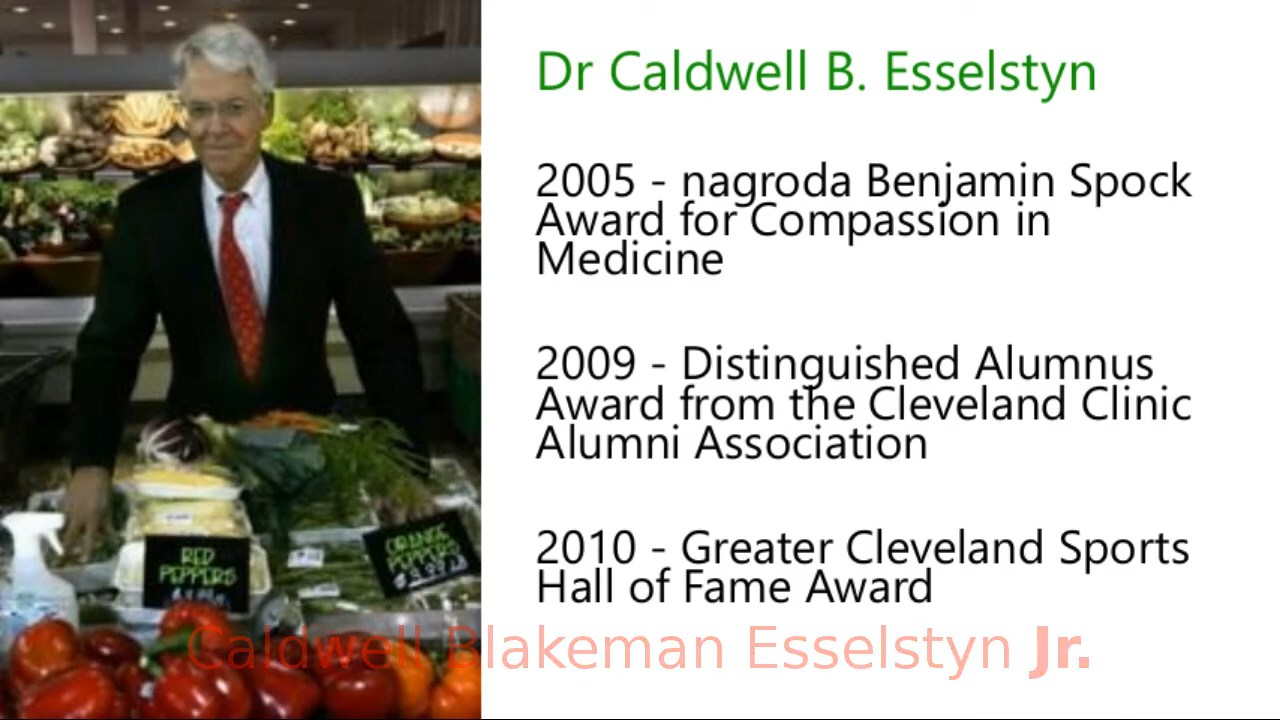 Dr Caldwell B. Esselstyn
2005 - nagroda Benjamin Spock
Award for Compassion in
Medicine
2009 - Distinguished Alumnus
Award from the Cleveland Clinic
Alumni Association
2010 - Greater Cleveland Sports
Hall of Fame Award
RED
PEPPERS
ORANGE
PEPPERS
Caldwell Blakeman Esselstyn Jr.